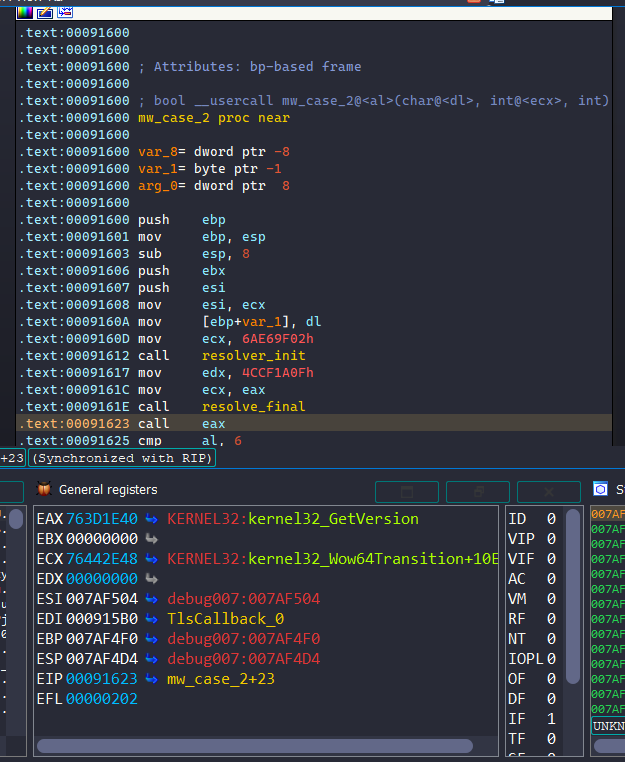 .text:00091600
.text:00091600
.text:00091600 ; Attributes: bp-based frame
.text:00091600
.text:00091600 ; bool __usercall mw_case_2@<al>(char@<dl>, int@<ecx>, int)
.text:00091600 mw_case_2 proc near
.text:00091600
.text:00091600 var_8= dword ptr -8
.text:00091600 var_1= byte ptr -1
.text:00091600 arg_0= dword ptr  8
.text:00091600
.text:00091600 push    ebp
.text:00091601 mov     ebp, esp
.text:00091603 sub     esp, 8
.text:00091606 push    ebx
.text:00091607 push    esi
.text:00091608 mov     esi, ecx
.text:0009160A mov     [ebp+var_1], dl
.text:0009160D mov     ecx, 6AE69F02h
.text:00091612 call    resolver_init
.text:00091617 mov     edx, 4CCF1A0Fh
.text:0009161C mov     ecx, eax
.text:0009161E call    resolve_final
.text:00091623 call    eax
.text:00091625 cmp     al, 6
+23 (Synchronized with RIP)
General registers
EAX 763D1E40 KERNEL32:kernel32_GetVersion
EBX 00000000
ECX 76442E48 KERNEL32:kernel32_Wow64Transition+10E
EDX 00000000
ESI 007AF504 debug007:007AF504
EDI 000915B0 TlsCallback_0
EBP 007AF4F0 debug007:007AF4F0
ESP 007AF4D4 debug007:007AF4D4
EIP 00091623 mw_case_2+23
EFL 00000202
ID 0
VIP 0
VIF 0
AC 0
VM 0
RF 0
NT 0
IOPL 0
OF 0
DF 0
IF 1
TF 0
S
007AF
007AF
007AF
007AF
007AF
007AF
007AF
007AF
007AF
007AF
007AF
007AF
007AF
007AF
UNKN